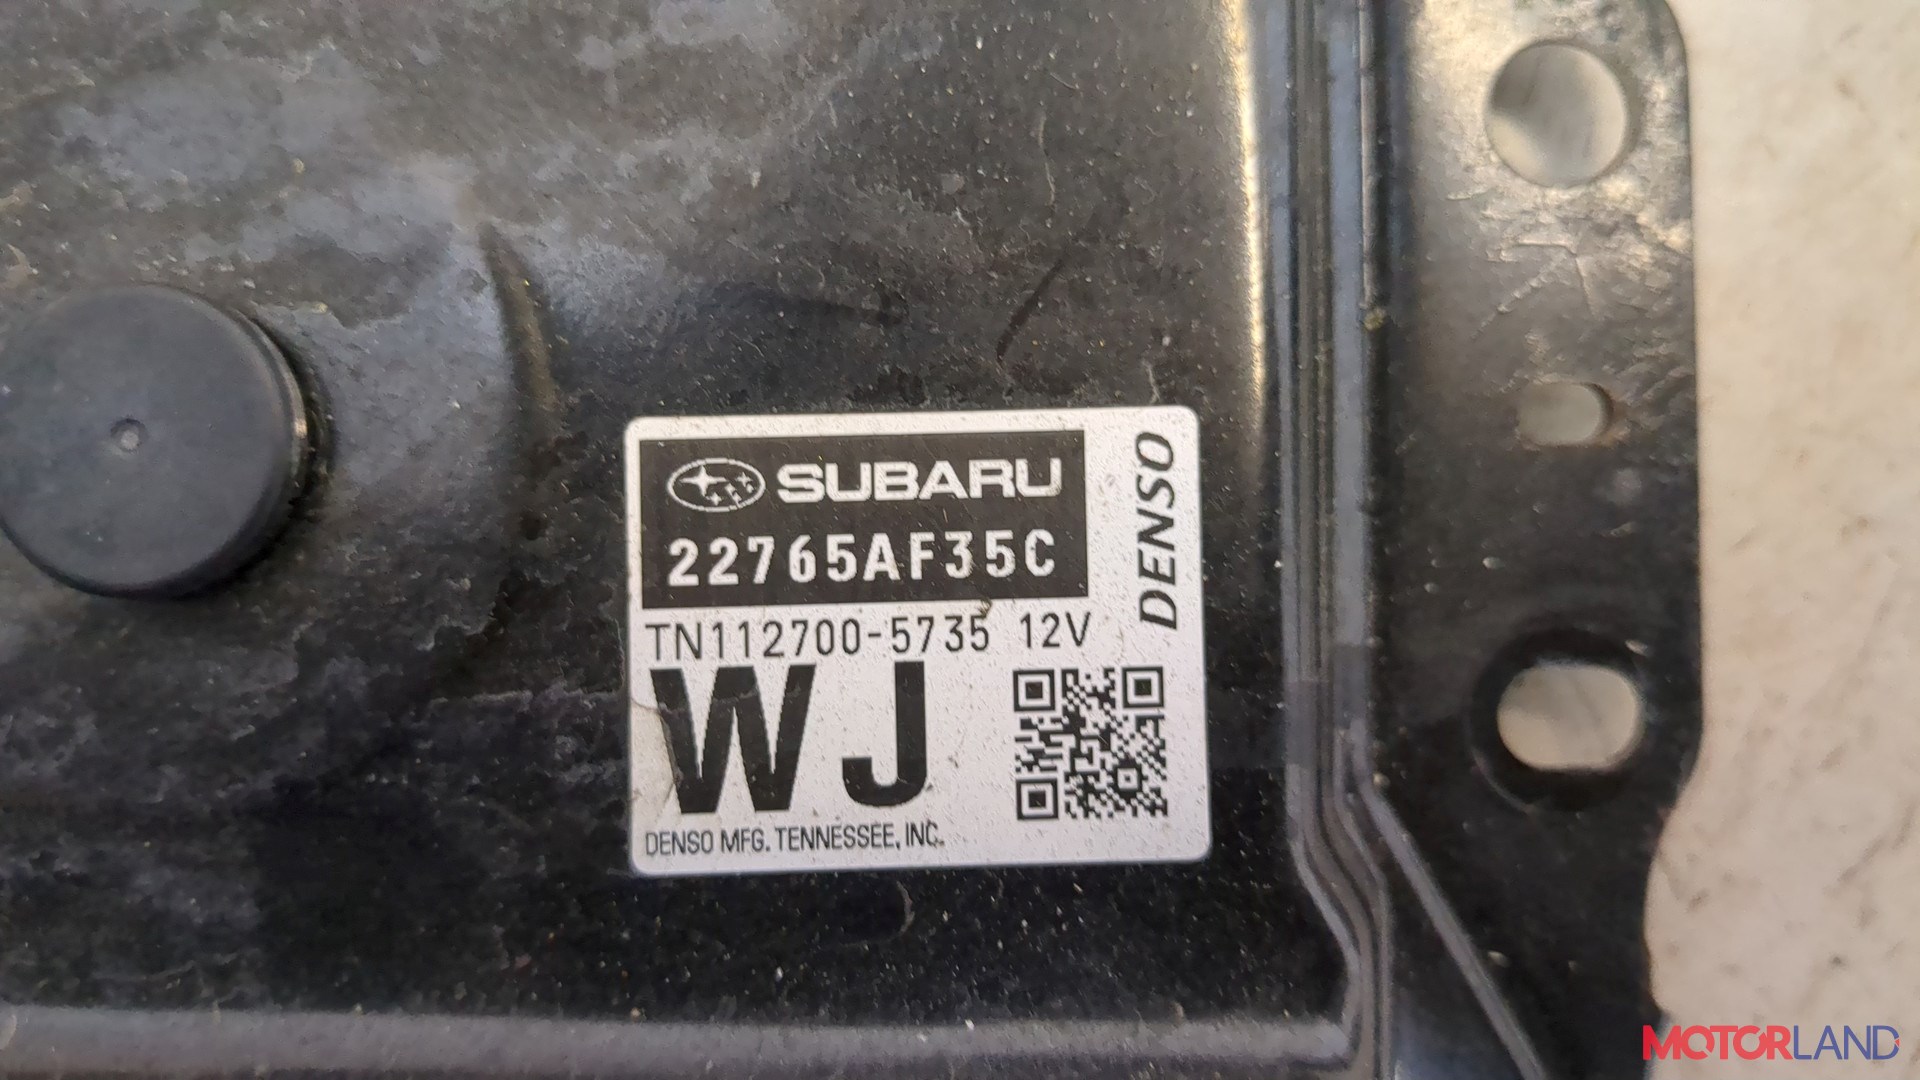 SUBARU
22765AF35C
TN112700-5735 12V
WJ
DENSO MFG. TENNESSEE, INC.
DENSO
MOTORLAND